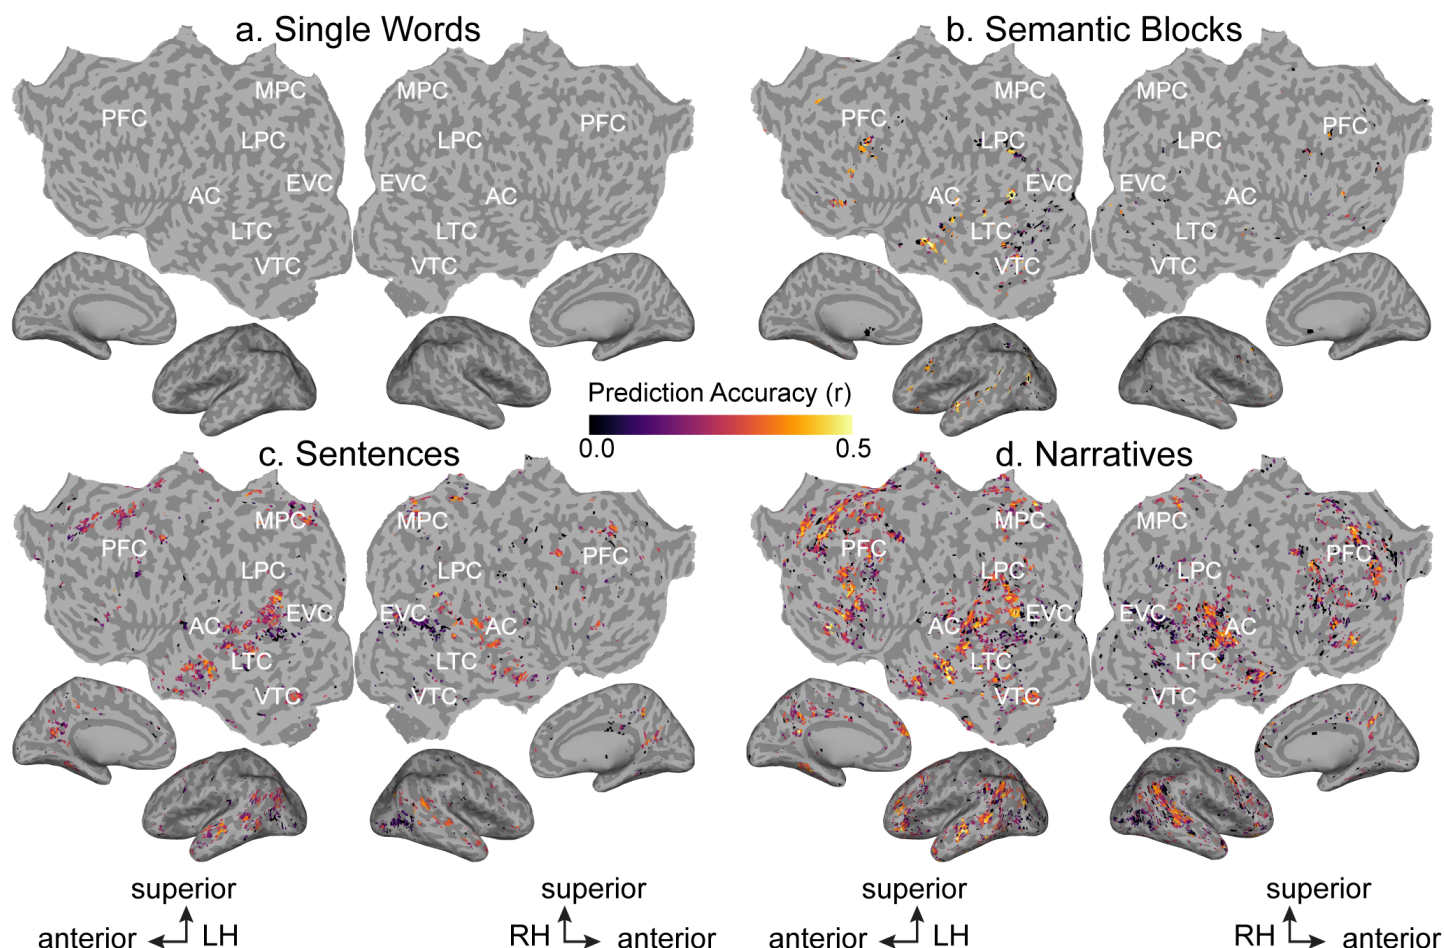 a. Single Words
b. Semantic Blocks
MPC MPC
PFC PFC
LPC LPC
EVC EVC
AC AC
LTC LTC
VTC VTC
MPC MPC
PFC PFC
LPC LPC
EVC EVC
AC AC
LTC LTC
VTC VTC
Prediction Accuracy (r)
0.0 0.5
c. Sentences
d. Narratives
MPC MPC
PFC PFC
LPC LPC
EVC EVC
AC AC
LTC LTC
VTC VTC
MPC MPC
PFC PFC
LPC LPC
EVC EVC
AC AC
LTC LTC
VTC VTC
superior superior superior superior
anterior LH RH anterior anterior LH RH anterior